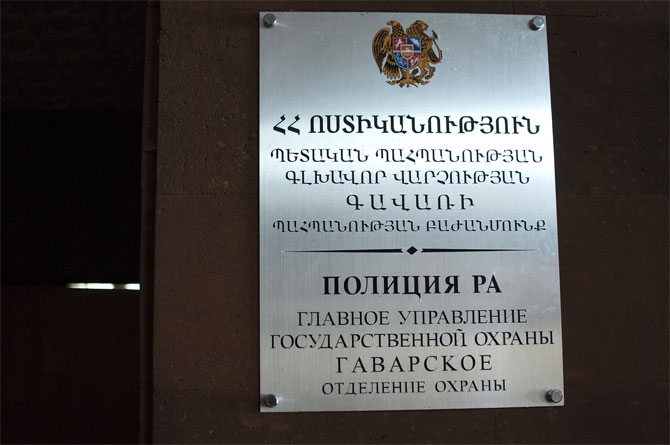 ՀՀ ՈՍՏԻԿԱՆՈՒԹՅՈՒՆ
ՊԵՏԱԿԱՆ ՊԱՀՊԱՆՈՒԹՅԱՆ
ԳԼԽԱՎՈՐ ՎԱՐՉՈՒԹՅԱՆ
ԳԱՎԱՌԻ
ՊԱՀՊԱՆՈՒԹՅԱՆ ԲԱԺԱՆՄՈՒՆՔ
ПОЛИЦИЯ РА
ГЛАВНОЕ УПРАВЛЕНИЕ
ГОСУДАРСТВЕННОЙ ОХРАНЫ
ГАВАРСКОЕ
ОТДЕЛЕНИЕ ОХРАНЫ